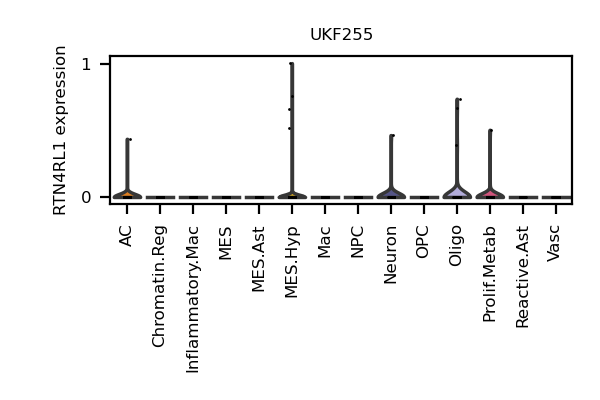 UKF255
RTN4RL1 expression
1
0
AC
Chromatin.Reg
Inflammatory.Mac
MES
MES.Ast
MES.Hyp
Mac
NPC
Neuron
OPC
Oligo
Prolif.Metab
Reactive.Ast
Vasc